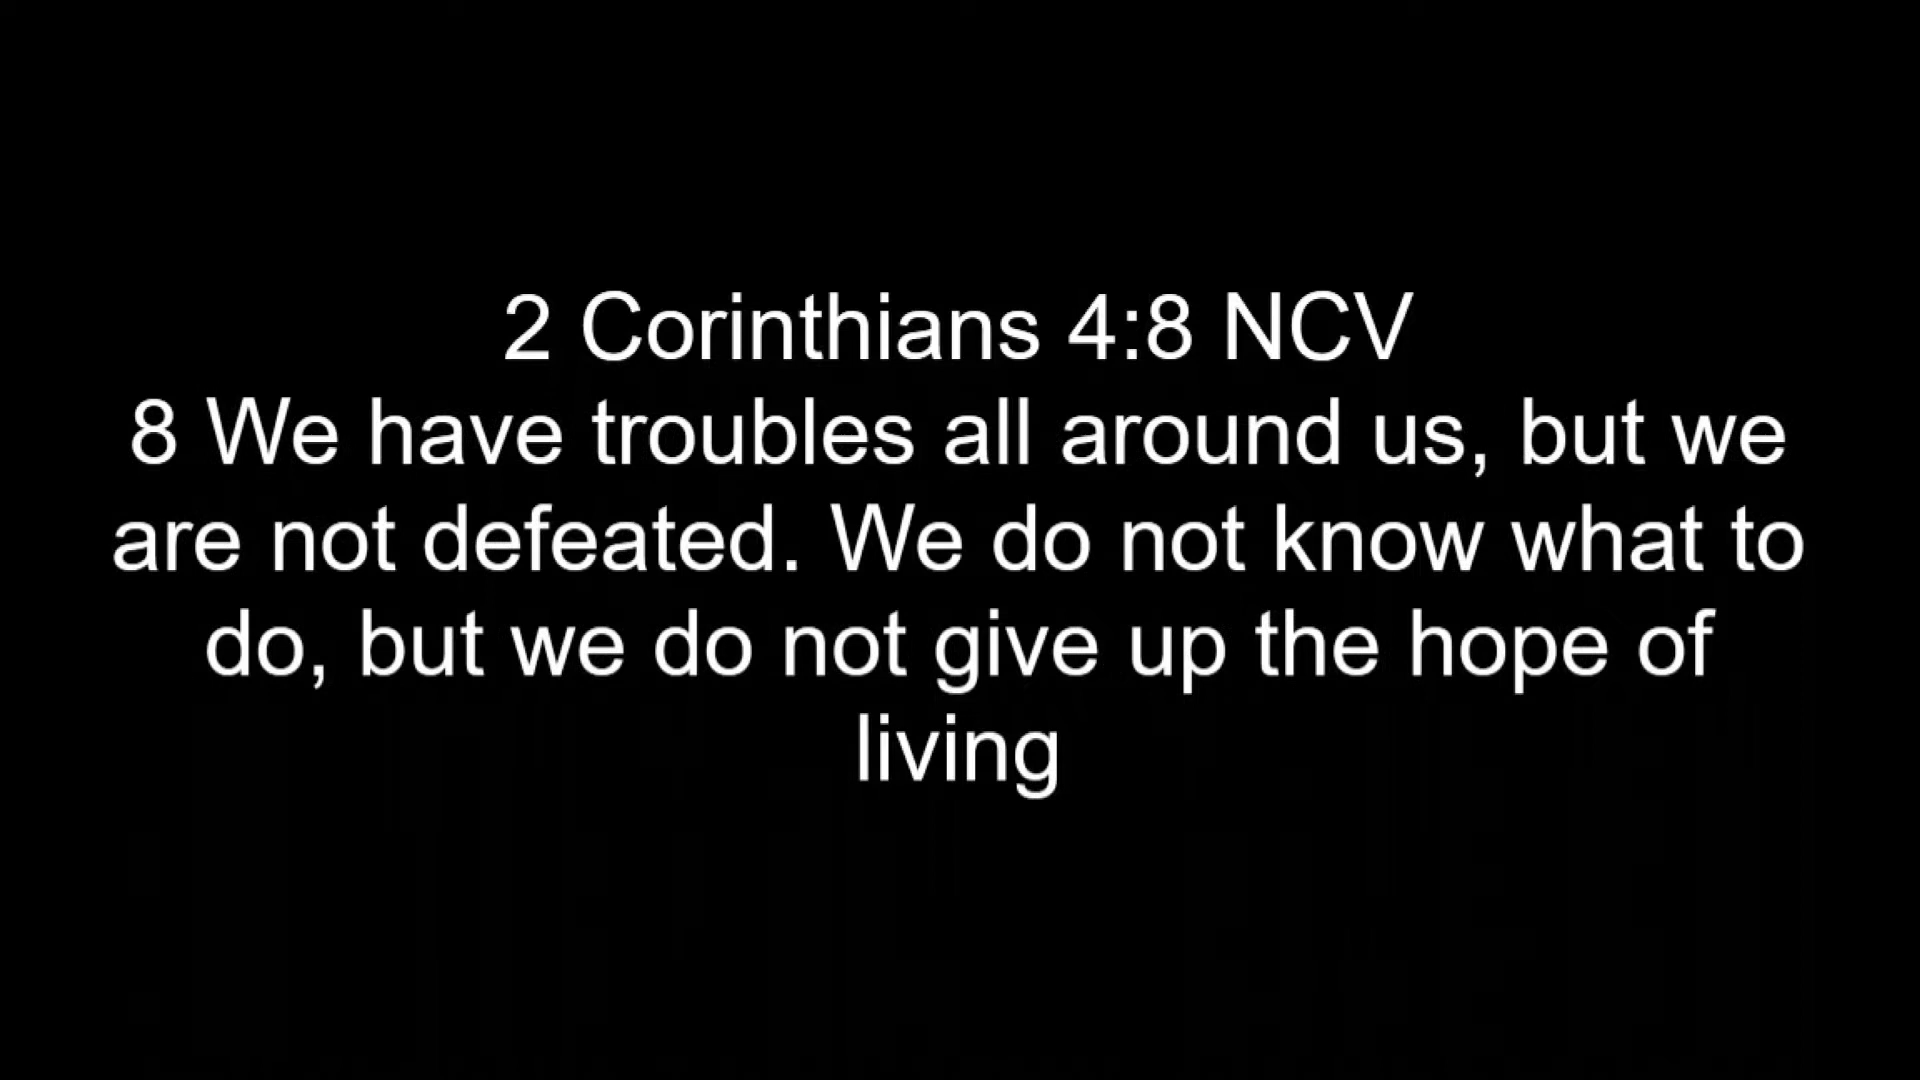 2 Corinthians 4:8 NCV
8 We have troubles all around us, but we
are not defeated. We do not know what to
do, but we do not give up the hope of
living